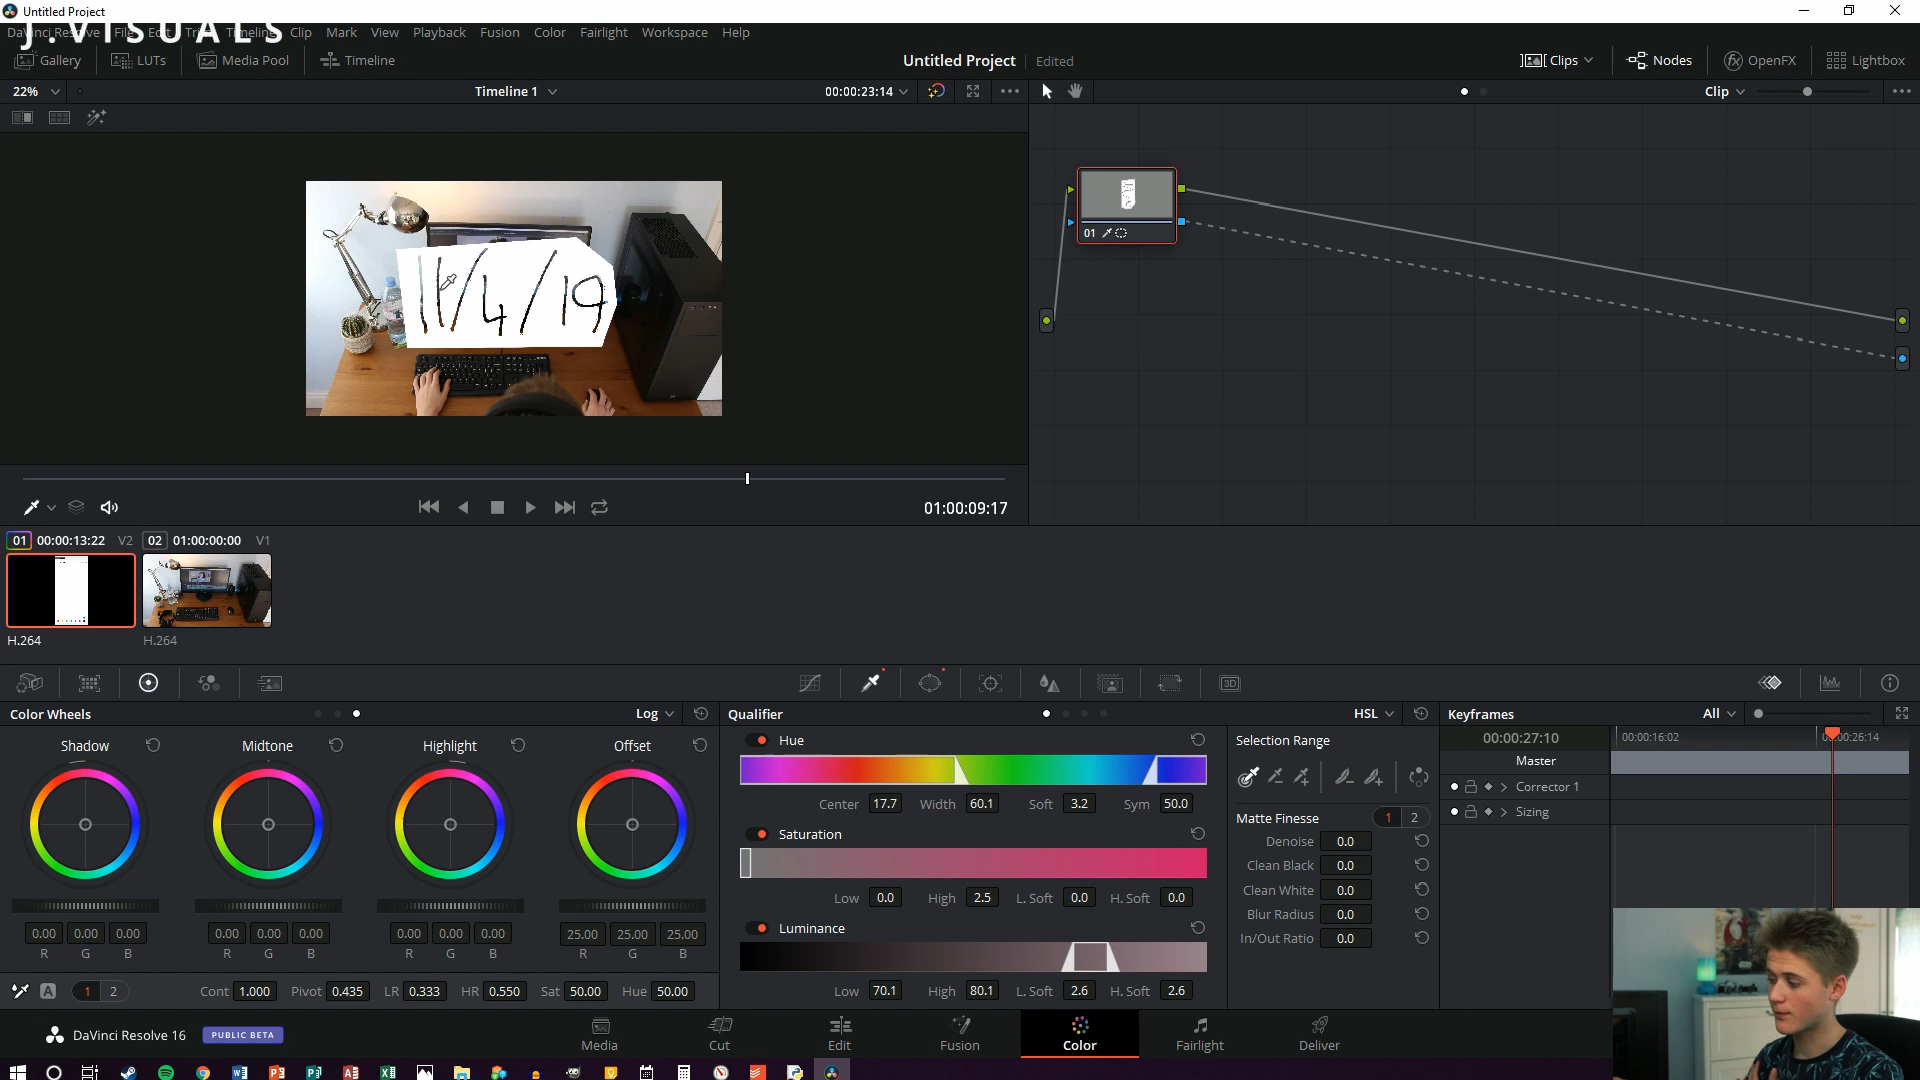 Untitled Project
J.VISUALS
DaVinci Resolve File Edit Trim Timeline Clip Mark View Playback Fusion Color Fairlight Workspace Help
Gallery LUTs Media Pool Timeline Untitled Project Edited Clips Nodes OpenFX Lightbox
22% Timeline 1 00:00:23:14 Clip
11/4/19
01
01:00:09:17
01 00:00:13:22 V2 02 01:00:00:00 V1
H.264 H.264
3D
Color Wheels Log Qualifier HSL Keyframes All
Shadow Midtone Highlight Offset
Hue
Center 17.7 Width 60.1 Soft 3.2 Sym 50.0
Saturation
Low 0.0 High 2.5 L. Soft 0.0 H. Soft 0.0
Luminance
Low 70.1 High 80.1 L. Soft 2.6 H. Soft 2.6
0.00 0.00 0.00 0.00 0.00 0.00 0.00 0.00 0.00 25.00 25.00 25.00
R G B R G B R G B R G B
A 1 2 Cont 1.000 Pivot 0.435 LR 0.333 HR 0.550 Sat 50.00 Hue 50.00
Selection Range
Matte Finesse 1 2
Denoise 0.0
Clean Black 0.0
Clean White 0.0
Blur Radius 0.0
In/Out Ratio 0.0
00:00:27:10 00:00:16:02
Master
Corrector 1
Sizing
DaVinci Resolve 16 PUBLIC BETA Media Cut Edit Fusion Color Fairlight Deliver